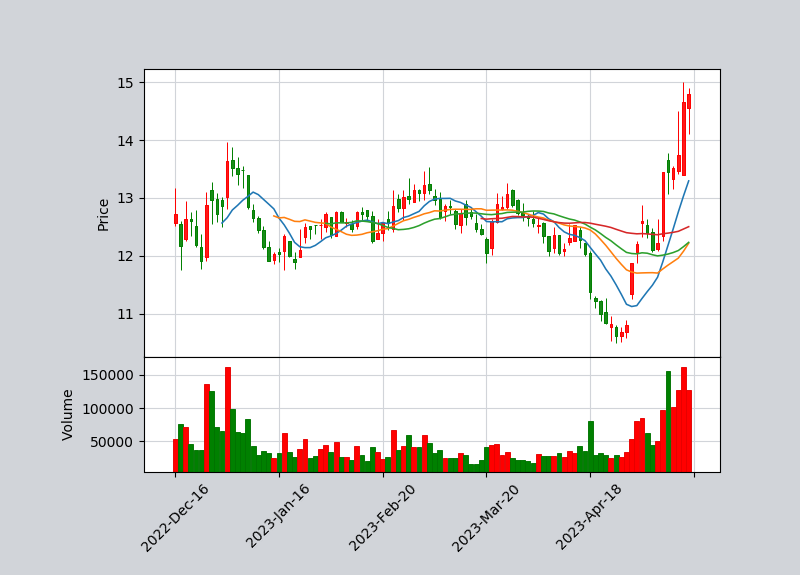 15
14
13
12
11
Price
150000
100000
50000
Volume
2022-Dec-16
2023-Jan-16
2023-Feb-20
2023-Mar-20
2023-Apr-18